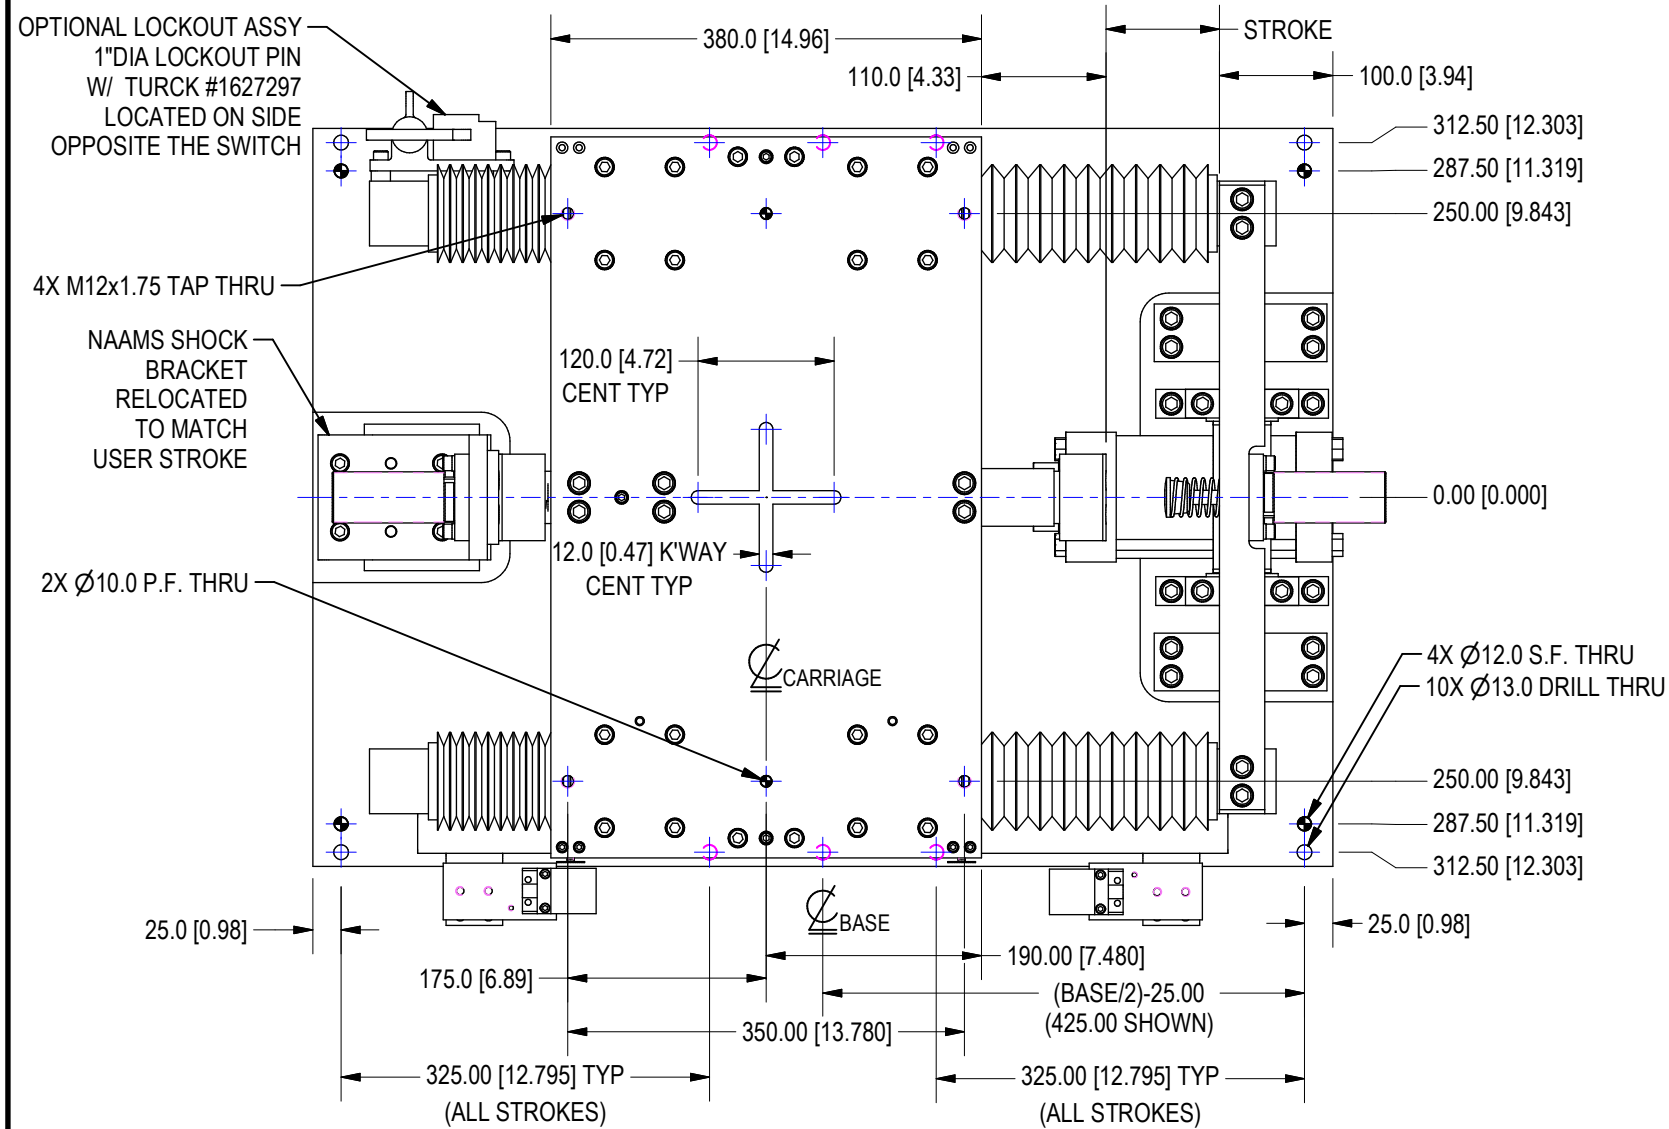 OPTIONAL LOCKOUT ASSY
1"DIA LOCKOUT PIN
W/ TURCK #1627297
LOCATED ON SIDE
OPPOSITE THE SWITCH
380.0 [14.96]
STROKE
110.0 [4.33]
100.0 [3.94]
312.50 [12.303]
287.50 [11.319]
250.00 [9.843]
4X M12x1.75 TAP THRU
NAAMS SHOCK
BRACKET
RELOCATED
TO MATCH
USER STROKE
120.0 [4.72]
CENT TYP
0.00 [0.000]
12.0 [0.47] K'WAY
CENT TYP
2X Ø10.0 P.F. THRU
CARRIAGE
4X Ø12.0 S.F. THRU
10X Ø13.0 DRILL THRU
250.00 [9.843]
287.50 [11.319]
312.50 [12.303]
BASE
25.0 [0.98]
25.0 [0.98]
175.0 [6.89]
190.00 [7.480]
(BASE/2)-25.00
(425.00 SHOWN)
350.00 [13.780]
325.00 [12.795] TYP
(ALL STROKES)
325.00 [12.795] TYP
(ALL STROKES)